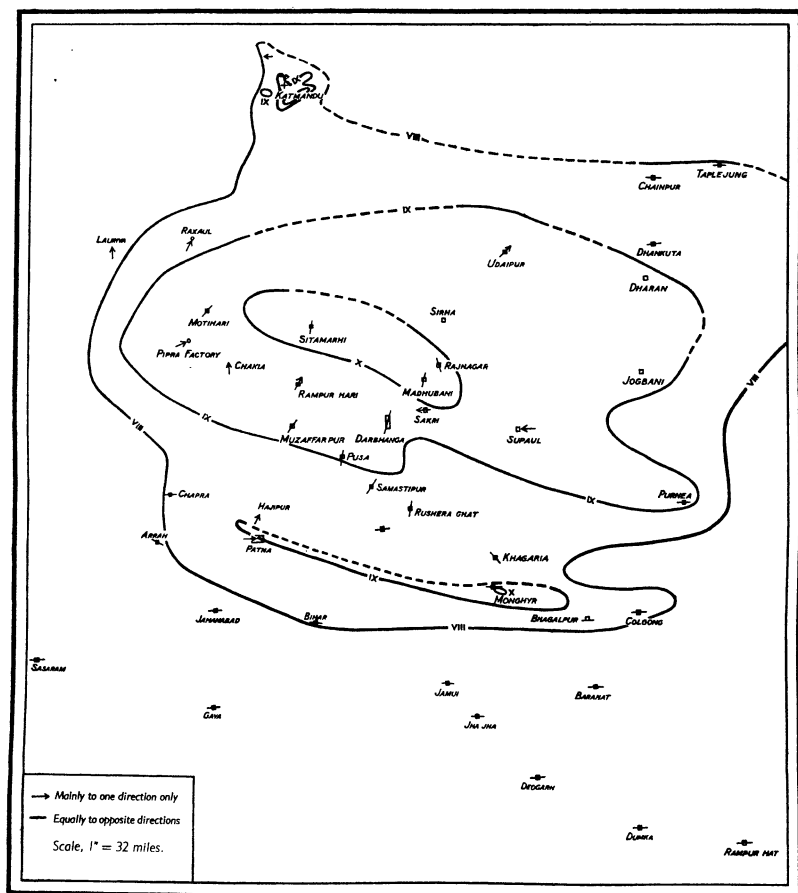 X
KATMANDU
IX
VIII
TAPLEJUNG
CHAINPUR
IX
LAURIYA
RAXAUL
DHANKUTA
UDAIPUR
DHARAN
MOTIHARI
SIRHA
SITAMARHI
PIPRA FACTORY
X
CHAKIA
RAJNAGAR
JOGBANI
VIII
RAMPUR HARI
MADHUBANI
SAKRI
IX
VIII
MUZAFFARPUR
DARBHANGA
SUPAUL
PUSA
SAMASTIPUR
CHAPRA
IX
PURNEA
HAJIPUR
RUSHERA GHAT
ARRAH
PATNA
KHAGARIA
IX
X
MONGHYR
JAHANABAD
BIHAR
VIII
BHAGALPUR
COLGONG
SASARAM
JAMUI
BARAHAT
GAYA
JHA JHA
DEOGARH
DUMKA
RAMPUR HAT
Mainly to one direction only
Equally to opposite directions
Scale, 1" = 32 miles.